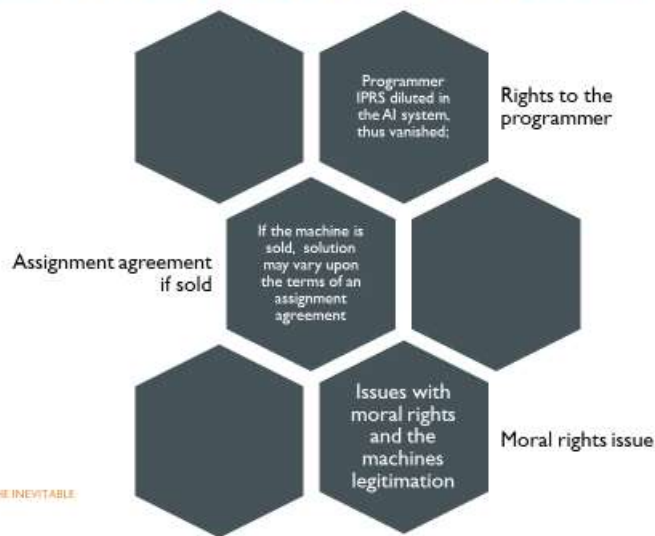 Programmer
IPRS diluted in
the AI system,
thus vanished;
Rights to the
programmer
Assignment agreement
if sold
If the machine is
sold, solution
may vary upon
the terms of an
assignment
agreement
Issues with
moral rights
and the
machines
legitimation
Moral rights issue
INEVITABLE